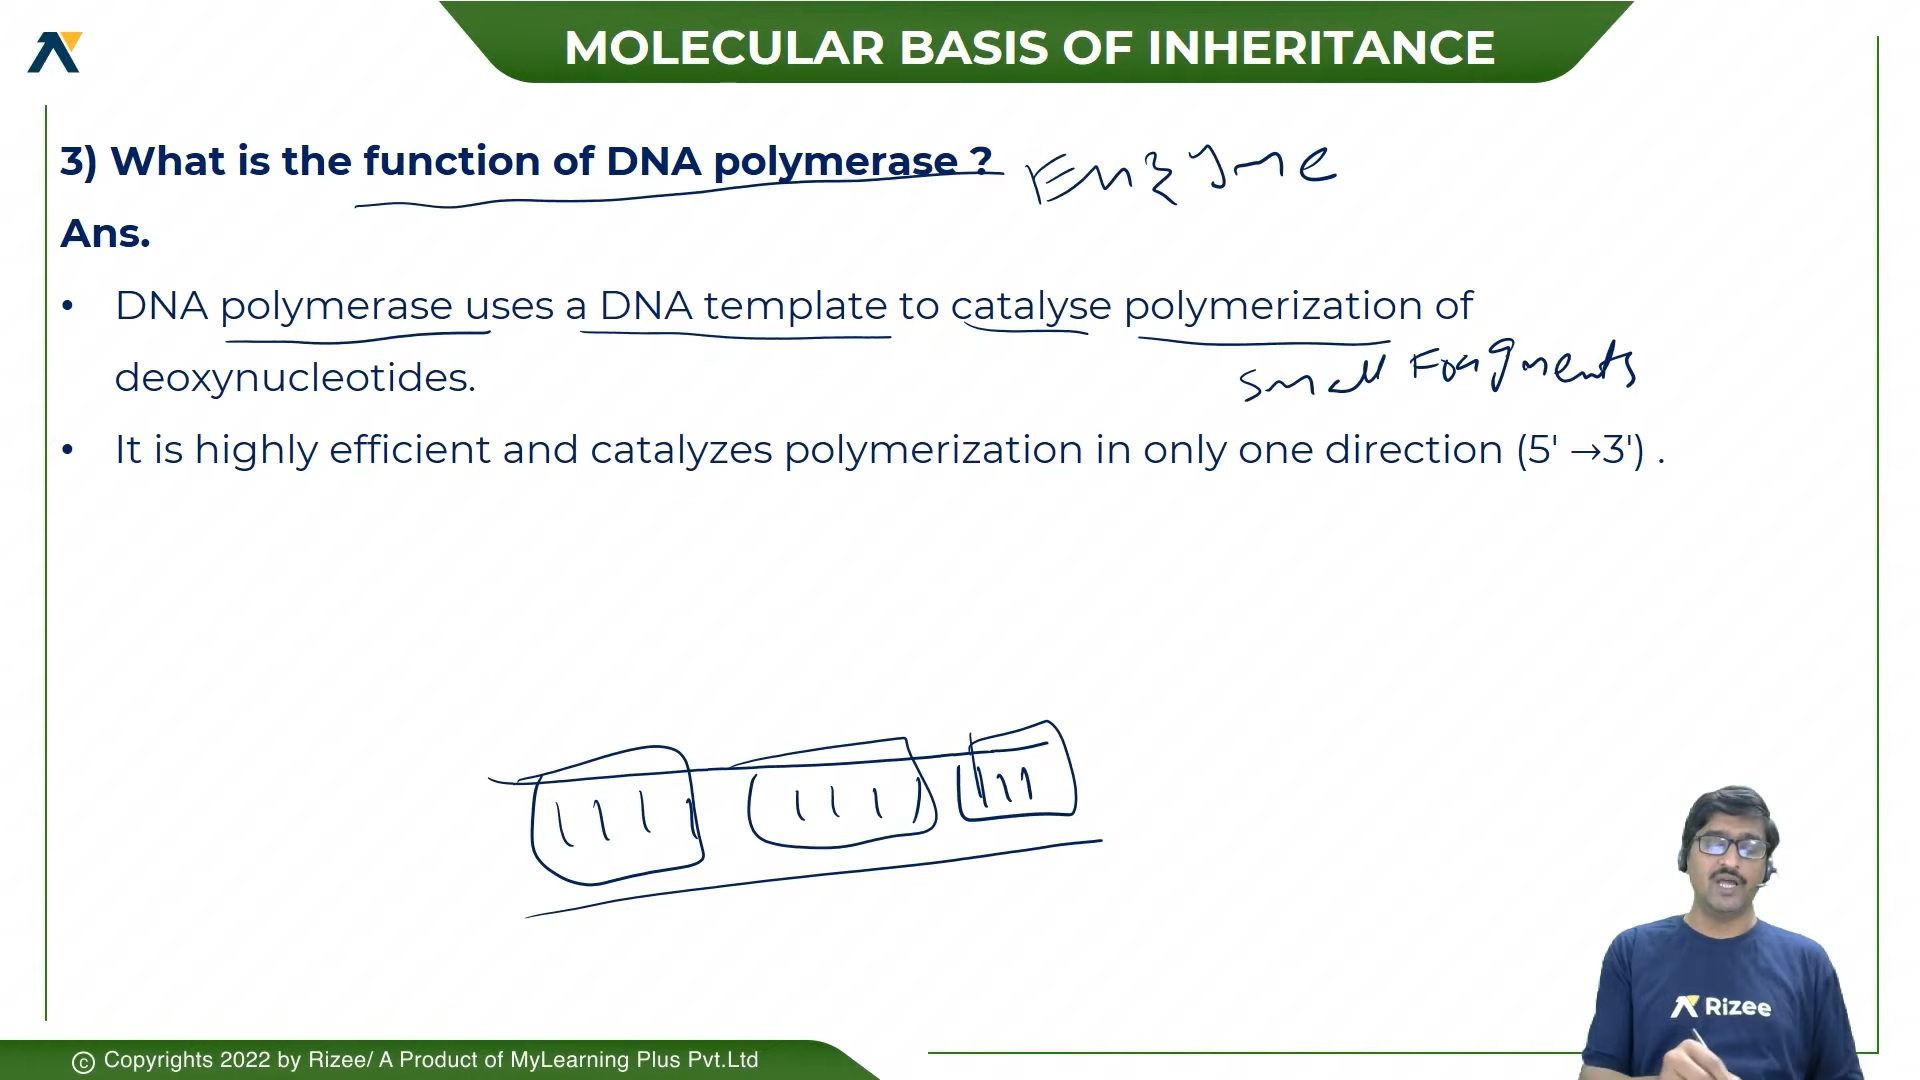 MOLECULAR BASIS OF INHERITANCE
3) What is the function of DNA polymerase ? Enzyme
Ans.
• DNA polymerase uses a DNA template to catalyse polymerization of
deoxynucleotides.
small Fragments
• It is highly efficient and catalyzes polymerization in only one direction (5' →3') .
Rizee
© Copyrights 2022 by Rizee/ A Product of MyLearning Plus Pvt.Ltd